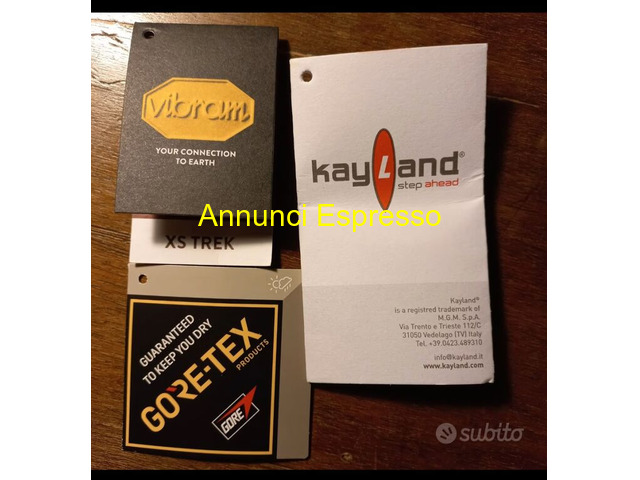 vibram
YOUR CONNECTION
TO EARTH
XS TREK
GUARANTEED
TO KEEP YOU DRY
GORE-TEX
PRODUCTS
GORE
kayLand®
step ahead
Annunci Espresso
Kayland®
is a registred trademark of
M.G.M. S.p.A.
Via Trento e Trieste 112/C
31050 Vedelago (TV) Italy
Tel. +39.0423.489310
info@kayland.it
www.kayland.com
subito